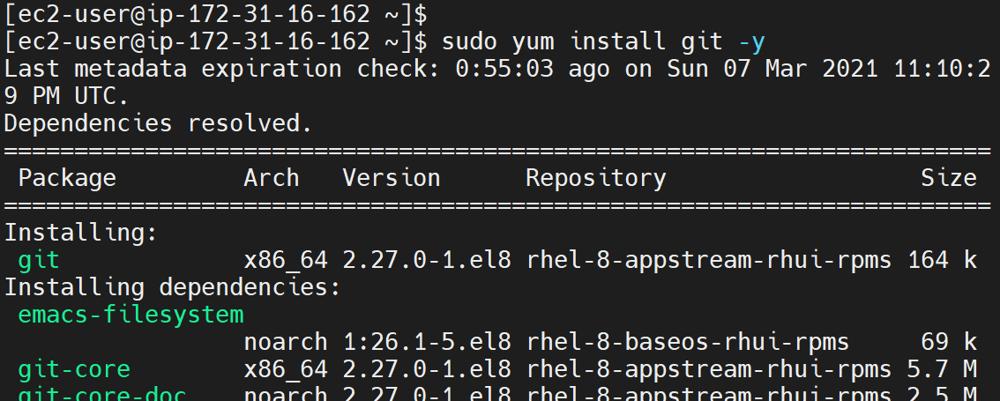 [ec2-user@ip-172-31-16-162 ~]$
[ec2-user@ip-172-31-16-162 ~]$ sudo yum install git -y
Last metadata expiration check: 0:55:03 ago on Sun 07 Mar 2021 11:10:2
9 PM UTC.
Dependencies resolved.
======================================================================
 Package         Arch   Version      Repository                  Size
======================================================================
Installing:
 git             x86_64 2.27.0-1.el8 rhel-8-appstream-rhui-rpms 164 k
Installing dependencies:
 emacs-filesystem
                 noarch 1:26.1-5.el8 rhel-8-baseos-rhui-rpms     69 k
 git-core        x86_64 2.27.0-1.el8 rhel-8-appstream-rhui-rpms 5.7 M
 git-core-doc    noarch 2.27.0-1.el8 rhel-8-appstream-rhui-rpms 2.5 M